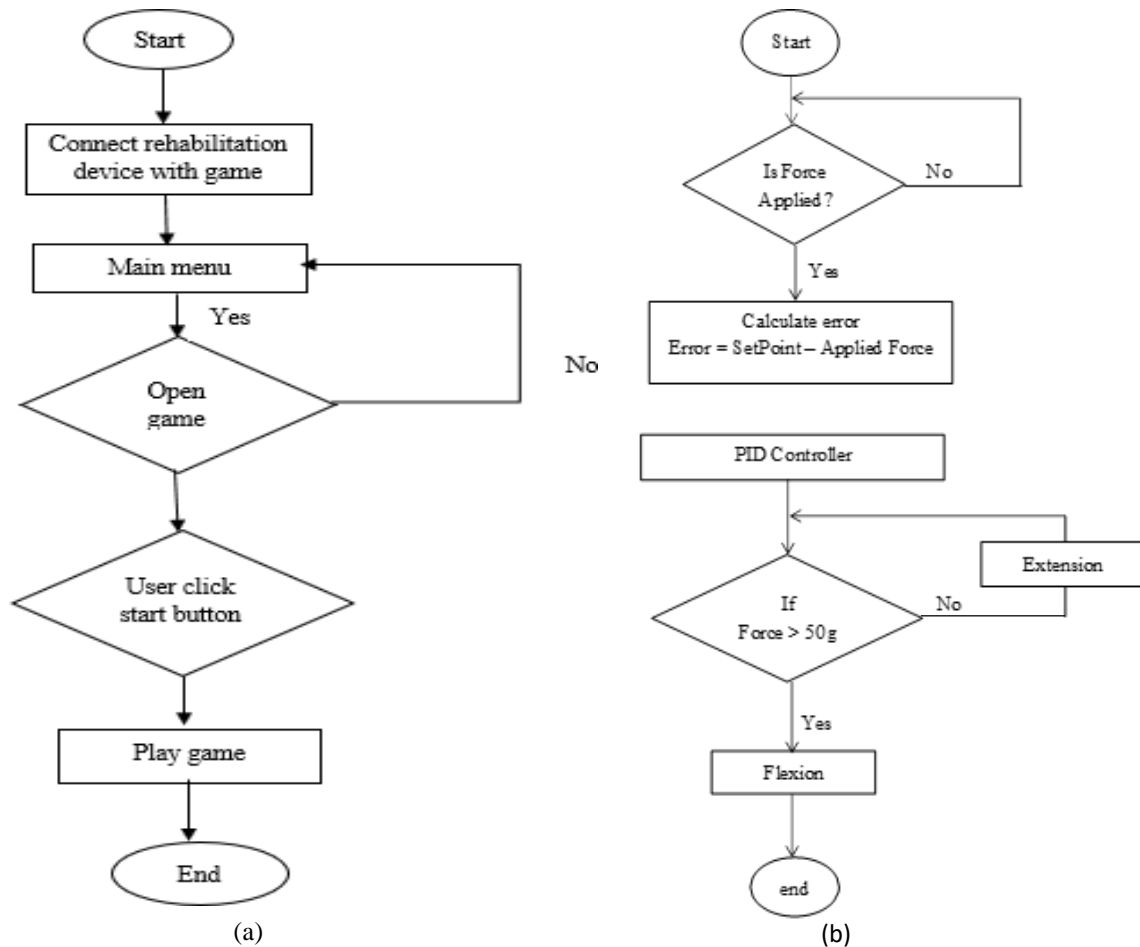 Start
Connect rehabilitation
device with game
Main menu
Yes
Open
game
No
User click
start button
Play game
End
(a)
Start
Is Force
Applied?
No
Yes
Calculate error
Error = SetPoint – Applied Force
PID Controller
Extension
If
Force > 50g
No
Yes
Flexion
end
(b)